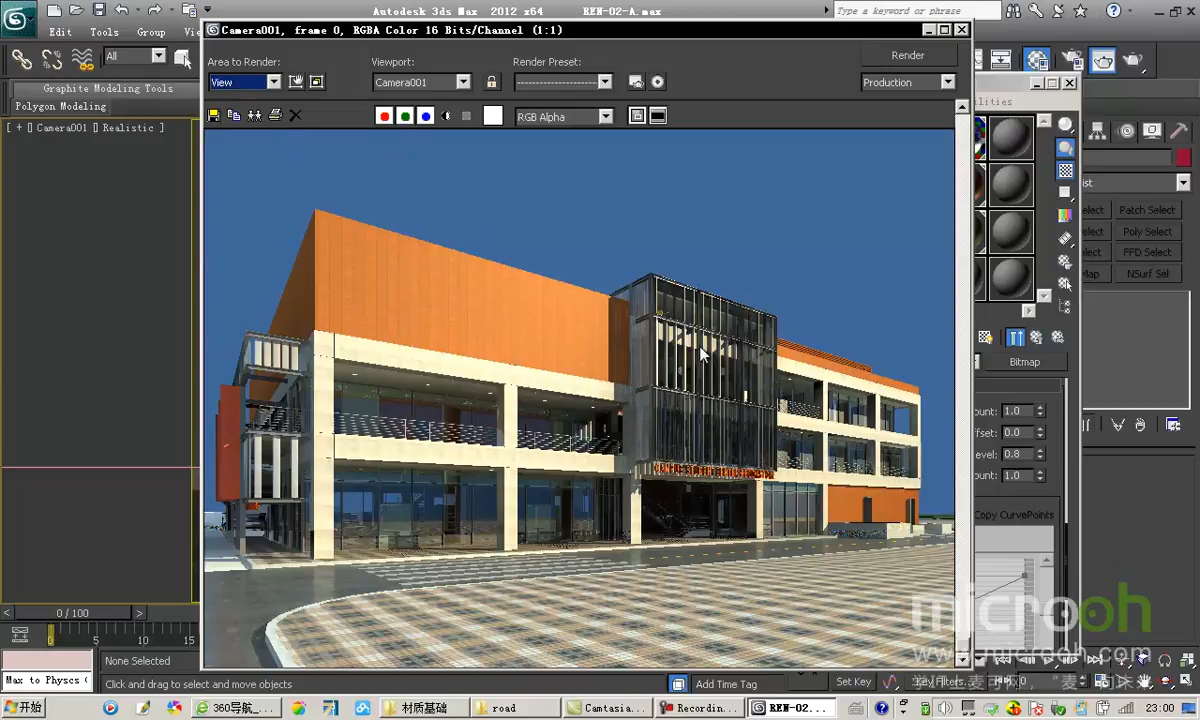 Autodesk 3ds Max 2012 x64 REN-02-A.max
Type a keyword or phrase
Edit Tools Group
Camera001, frame 0, RGBA Color 16 Bits/Channel (1:1)
All
Area to Render:
Viewport:
Render Preset:
Render
View
Camera001
Production
Graphite Modeling Tools
Polygon Modeling
RGB Alpha
[ + [] Camera001 [] Realistic ]
Patch Select
Poly Select
FFD Select
NSurf Sel
Bitmap
1.0
0.0
0.8
1.0
Copy CurvePoints
microoh
www.microoh.com
0 / 100
0 5 10 15
None Selected
Max to Physcs
Click and drag to select and move objects
Add Time Tag
Set Key
Key Filters...
0
开始
360导航_...
材质基础
road
Camtasia...
Recordin...
REN-02...
23:00